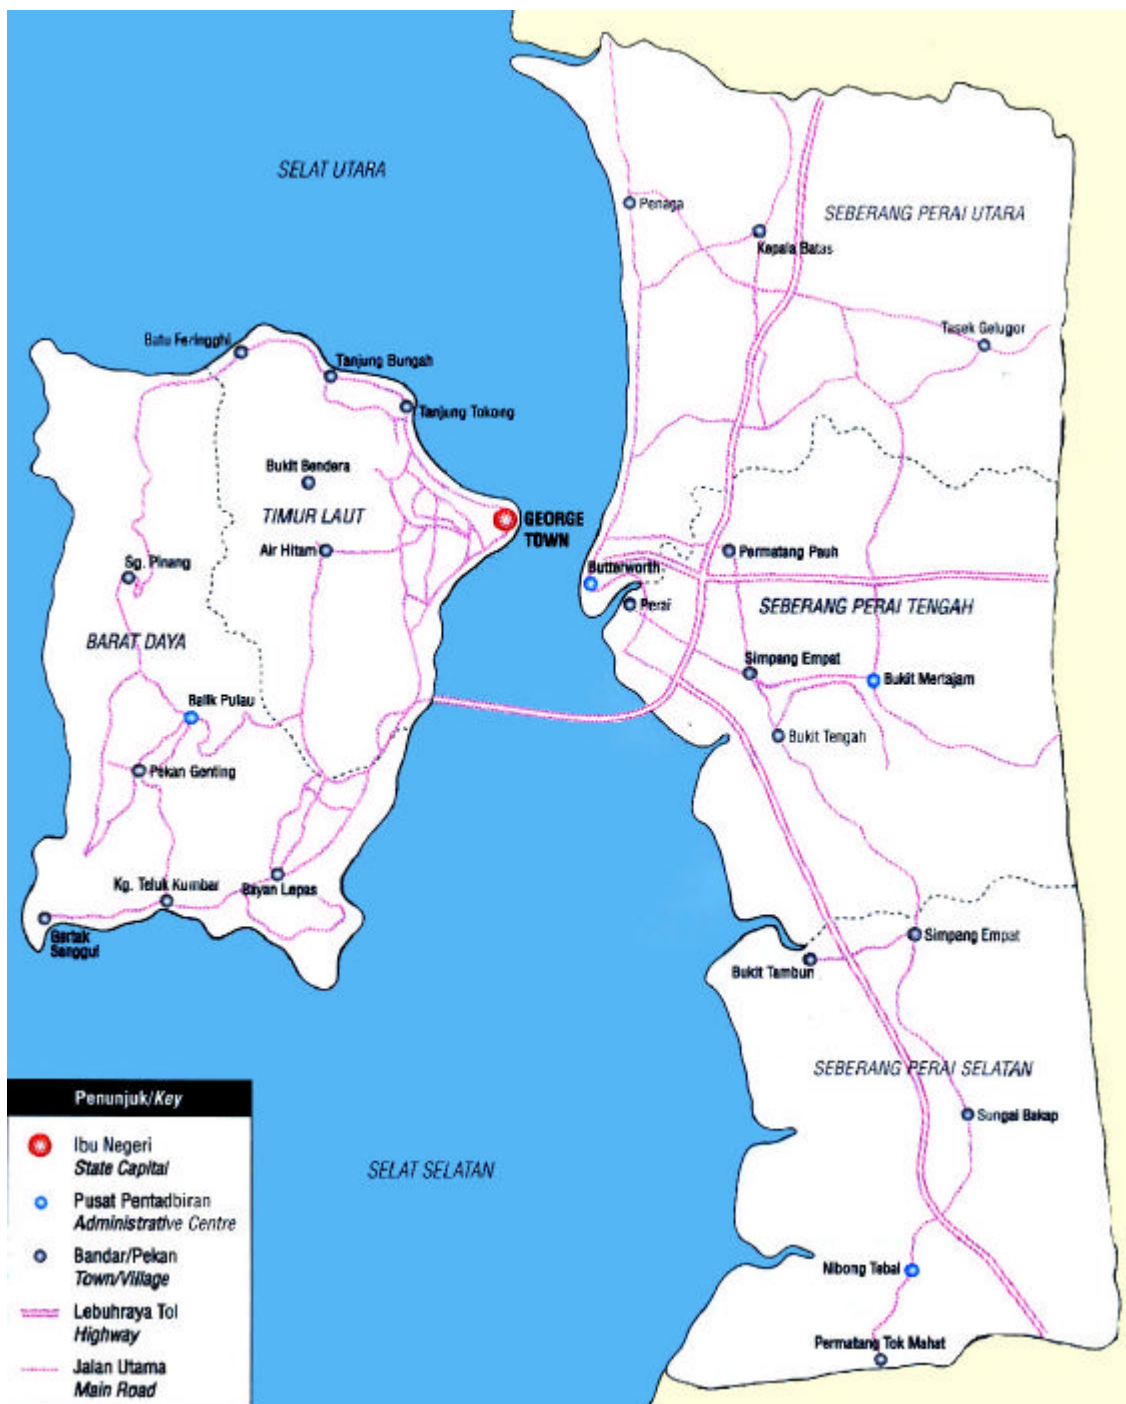 SELAT UTARA
Penaga
SEBERANG PERAI UTARA
Kepala Batas
Tasek Gelugor
Batu Feringghi
Tanjung Bungah
Tanjung Tokong
Bukit Bendera
TIMUR LAUT
GEORGE
TOWN
Air Hitam
Permatang Pauh
Sg. Pinang
Butterworth
Perai
SEBERANG PERAI TENGAH
BARAT DAYA
Simpang Empat
Bukit Mertajam
Balik Pulau
Bukit Tengah
Pekan Genting
Kg. Teluk Kumbar
Bayan Lepas
Gertak
Sanggul
Simpang Empat
Bukit Tambun
SEBERANG PERAI SELATAN
Sungai Bakap
SELAT SELATAN
Nibong Tebal
Permatang Tok Mahat
Penunjuk/Key
Ibu Negeri
State Capital
Pusat Pentadbiran
Administrative Centre
Bandar/Pekan
Town/Village
Lebuhraya Tol
Highway
Jalan Utama
Main Road